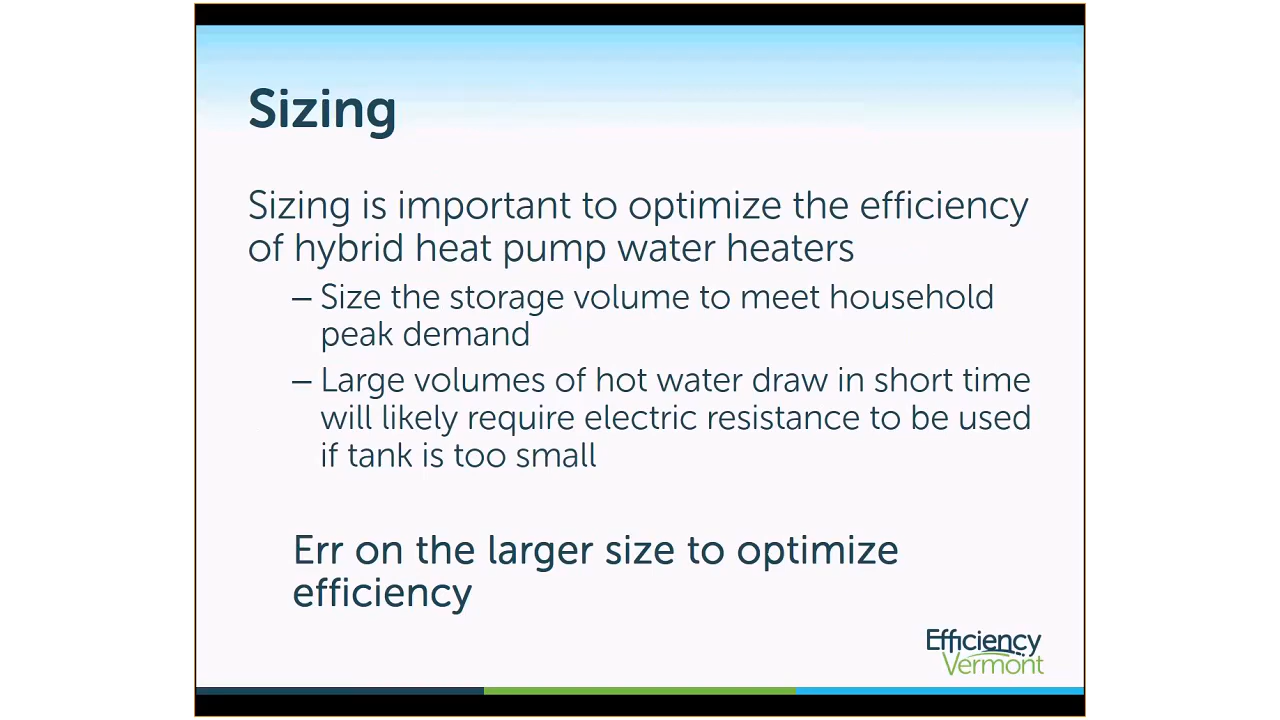 Sizing
Sizing is important to optimize the efficiency
of hybrid heat pump water heaters
– Size the storage volume to meet household
peak demand
– Large volumes of hot water draw in short time
will likely require electric resistance to be used
if tank is too small
Err on the larger size to optimize
efficiency
Efficiency
Vermont